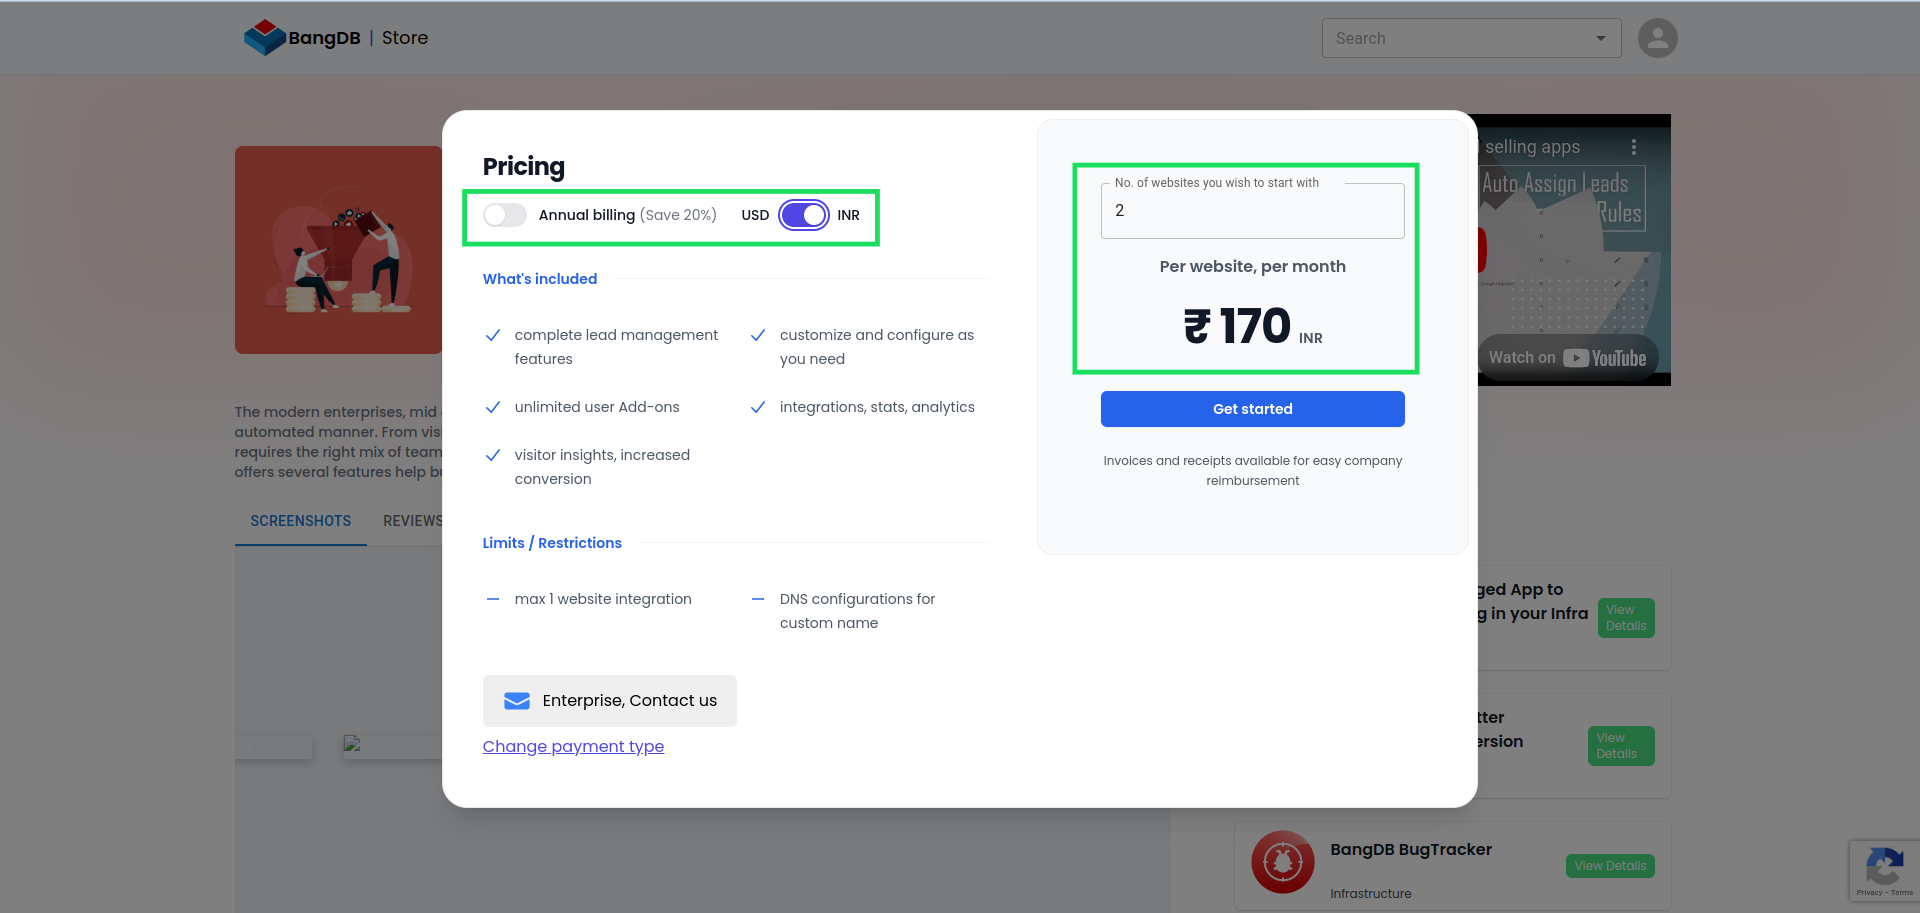 BangDB | Store
Search
selling apps
Auto Assign Leads
Rules
Watch on YouTube
Pricing
Annual billing (Save 20%) USD INR
What's included
complete lead management
features
customize and configure as
you need
unlimited user Add-ons
integrations, stats, analytics
visitor insights, increased
conversion
Limits / Restrictions
max 1 website integration
DNS configurations for
custom name
Enterprise, Contact us
Change payment type
No. of websites you wish to start with
2
Per website, per month
₹ 170 INR
Get started
Invoices and receipts available for easy company
reimbursement
The modern enterprises, mid
automated manner. From
requires the right mix of team
offers several features help
SCREENSHOTS REVIEWS
App to
in your Infra
View
Details
View
Details
BangDB BugTracker
Infrastructure
View Details
Privacy - Terms